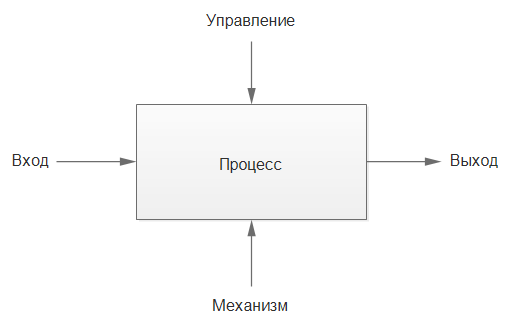 Управление
Вход
Процесс
Выход
Механизм